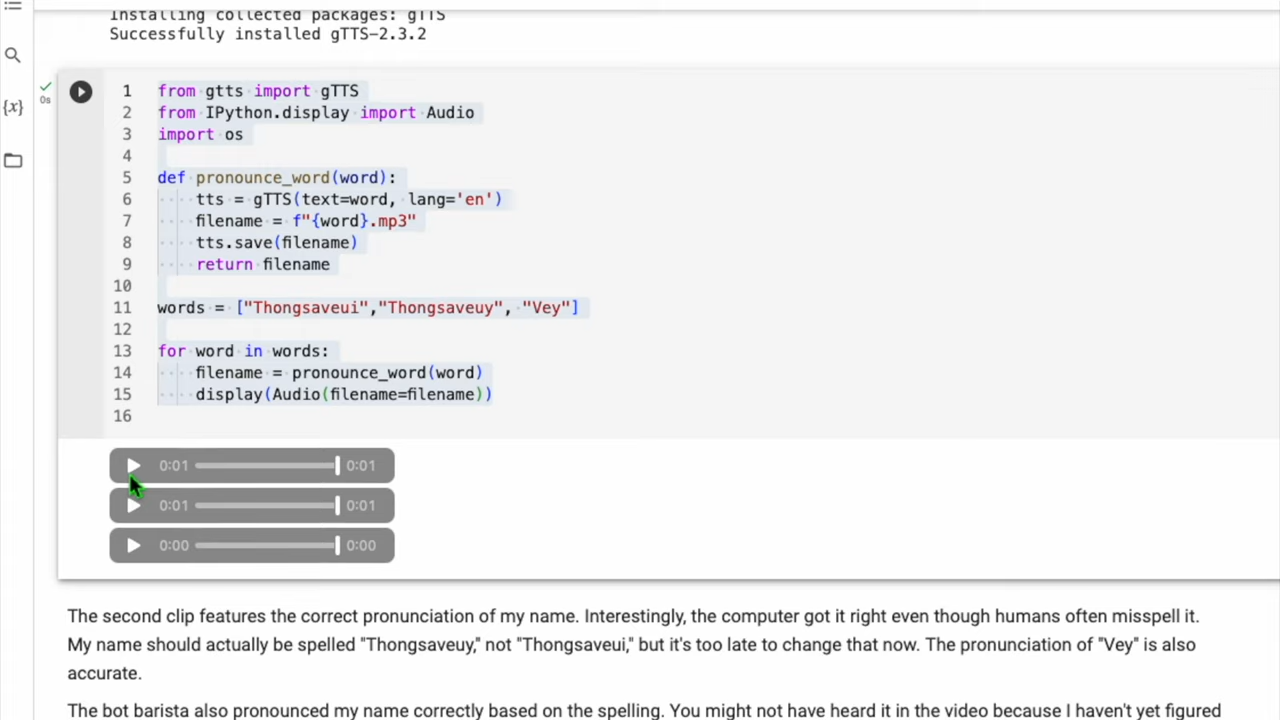 Installing collected packages: gTTS
Successfully installed gTTS-2.3.2
0s
{x}
1 from gtts import gTTS
2 from IPython.display import Audio
3 import os
4
5 def pronounce_word(word):
6     tts = gTTS(text=word, lang='en')
7     filename = f"{word}.mp3"
8     tts.save(filename)
9     return filename
10
11 words = ["Thongsaveui","Thongsaveuy", "Vey"]
12
13 for word in words:
14     filename = pronounce_word(word)
15     display(Audio(filename=filename))
16
0:01 0:01
0:01 0:01
0:00 0:00
The second clip features the correct pronunciation of my name. Interestingly, the computer got it right even though humans often misspell it.
My name should actually be spelled "Thongsaveuy," not "Thongsaveui," but it's too late to change that now. The pronunciation of "Vey" is also
accurate.
The bot barista also pronounced my name correctly based on the spelling. You might not have heard it in the video because I haven't yet figured